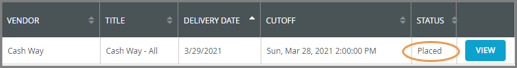 VENDOR TITLE DELIVERY DATE CUTOFF STATUS
Cash Way Cash Way - All 3/29/2021 Sun, Mar 28, 2021 2:00:00 PM Placed VIEW